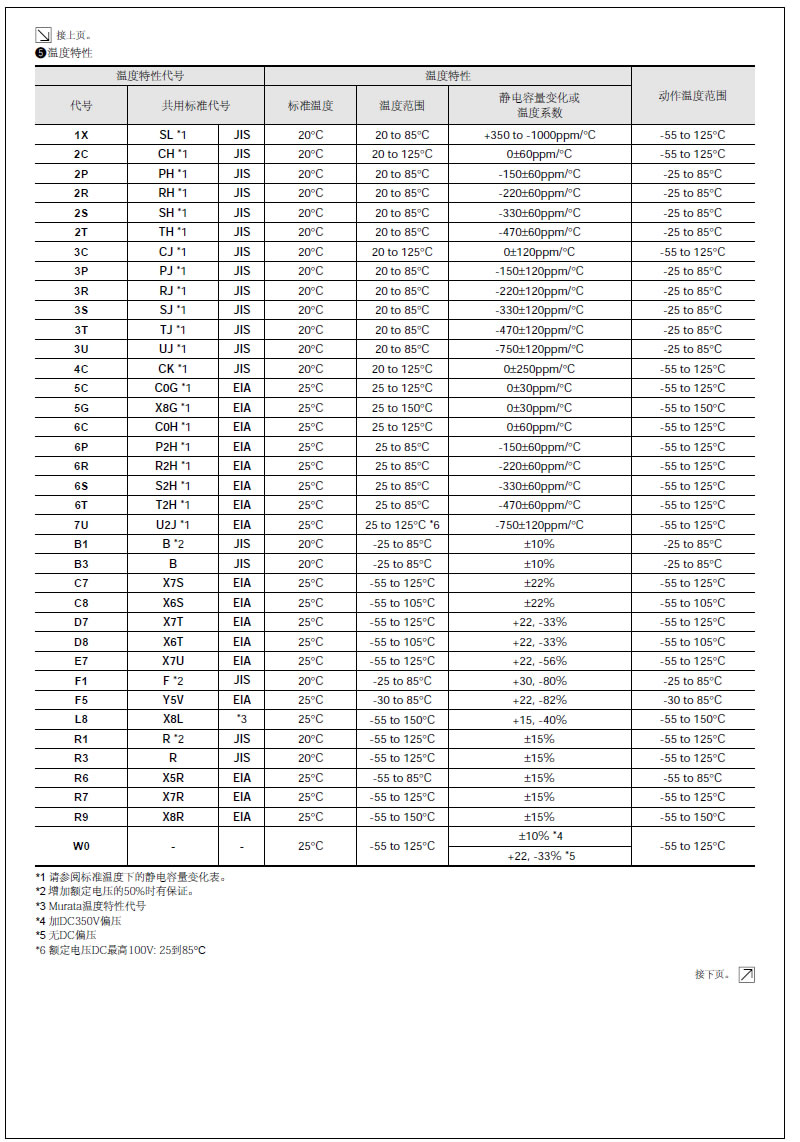 接上页。
❺温度特性
温度特性代号 温度特性 动作温度范围
代号 共用标准代号 标准温度 温度范围 静电容量变化或
温度系数
1X SL *1 JIS 20°C 20 to 85°C +350 to -1000ppm/°C -55 to 125°C
2C CH *1 JIS 20°C 20 to 125°C 0±60ppm/°C -55 to 125°C
2P PH *1 JIS 20°C 20 to 85°C -150±60ppm/°C -25 to 85°C
2R RH *1 JIS 20°C 20 to 85°C -220±60ppm/°C -25 to 85°C
2S SH *1 JIS 20°C 20 to 85°C -330±60ppm/°C -25 to 85°C
2T TH *1 JIS 20°C 20 to 85°C -470±60ppm/°C -25 to 85°C
3C CJ *1 JIS 20°C 20 to 125°C 0±120ppm/°C -55 to 125°C
3P PJ *1 JIS 20°C 20 to 85°C -150±120ppm/°C -25 to 85°C
3R RJ *1 JIS 20°C 20 to 85°C -220±120ppm/°C -25 to 85°C
3S SJ *1 JIS 20°C 20 to 85°C -330±120ppm/°C -25 to 85°C
3T TJ *1 JIS 20°C 20 to 85°C -470±120ppm/°C -25 to 85°C
3U UJ *1 JIS 20°C 20 to 85°C -750±120ppm/°C -25 to 85°C
4C CK *1 JIS 20°C 20 to 125°C 0±250ppm/°C -55 to 125°C
5C C0G *1 EIA 25°C 25 to 125°C 0±30ppm/°C -55 to 125°C
5G X8G *1 EIA 25°C 25 to 150°C 0±30ppm/°C -55 to 150°C
6C C0H *1 EIA 25°C 25 to 125°C 0±60ppm/°C -55 to 125°C
6P P2H *1 EIA 25°C 25 to 85°C -150±60ppm/°C -55 to 125°C
6R R2H *1 EIA 25°C 25 to 85°C -220±60ppm/°C -55 to 125°C
6S S2H *1 EIA 25°C 25 to 85°C -330±60ppm/°C -55 to 125°C
6T T2H *1 EIA 25°C 25 to 85°C -470±60ppm/°C -55 to 125°C
7U U2J *1 EIA 25°C 25 to 125°C *6 -750±120ppm/°C -55 to 125°C
B1 B *2 JIS 20°C -25 to 85°C ±10% -25 to 85°C
B3 B JIS 20°C -25 to 85°C ±10% -25 to 85°C
C7 X7S EIA 25°C -55 to 125°C ±22% -55 to 125°C
C8 X6S EIA 25°C -55 to 105°C ±22% -55 to 105°C
D7 X7T EIA 25°C -55 to 125°C +22, -33% -55 to 125°C
D8 X6T EIA 25°C -55 to 105°C +22, -33% -55 to 105°C
E7 X7U EIA 25°C -55 to 125°C +22, -56% -55 to 125°C
F1 F *2 JIS 20°C -25 to 85°C +30, -80% -25 to 85°C
F5 Y5V EIA 25°C -30 to 85°C +22, -82% -30 to 85°C
L8 X8L *3 25°C -55 to 150°C +15, -40% -55 to 150°C
R1 R *2 JIS 20°C -55 to 125°C ±15% -55 to 125°C
R3 R JIS 20°C -55 to 125°C ±15% -55 to 125°C
R6 X5R EIA 25°C -55 to 85°C ±15% -55 to 85°C
R7 X7R EIA 25°C -55 to 125°C ±15% -55 to 125°C
R9 X8R EIA 25°C -55 to 150°C ±15% -55 to 150°C
W0 - - 25°C -55 to 125°C ±10% *4 -55 to 125°C
+22, -33% *5
*1 请参阅标准温度下的静电容量变化表。
*2 增加额定电压的50%时有保证。
*3 Murata温度特性代号
*4 加DC350V偏压
*5 无DC偏压
*6 额定电压DC最高100V: 25到85°C
接下页。